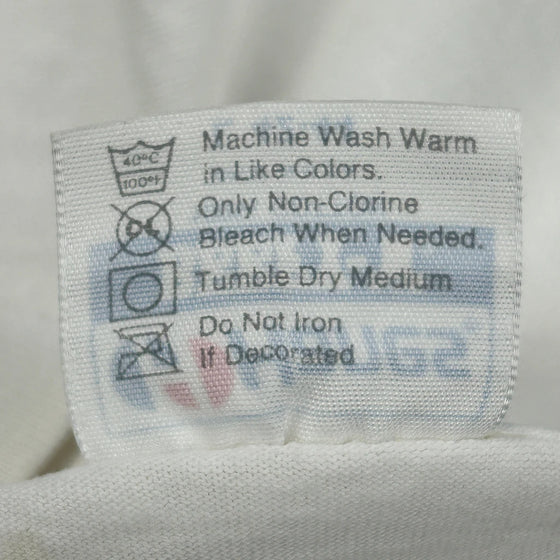 40°C
100°F
Machine Wash Warm
in Like Colors.
Only Non-Clorine
Bleach When Needed.
Tumble Dry Medium
Do Not Iron
If Decorated